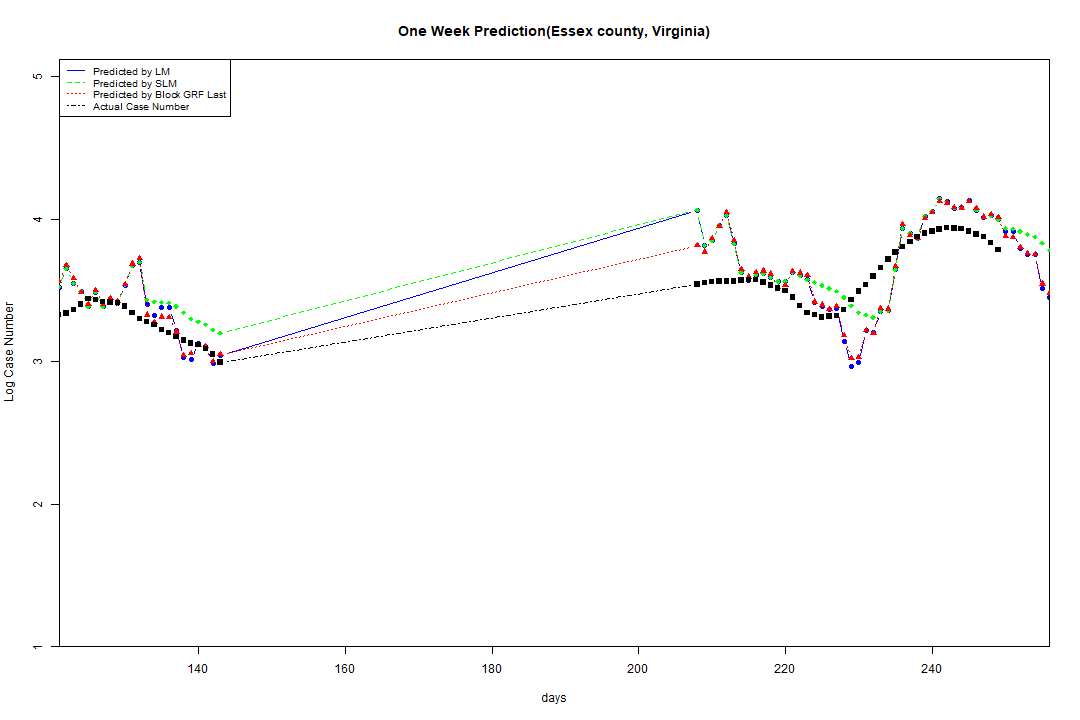 One Week Prediction(Essex county, Virginia)
Predicted by LM
Predicted by SLM
Predicted by Block GRF Last
Actual Case Number
5
4
3
2
1
Log Case Number
140 160 180 200 220 240
days